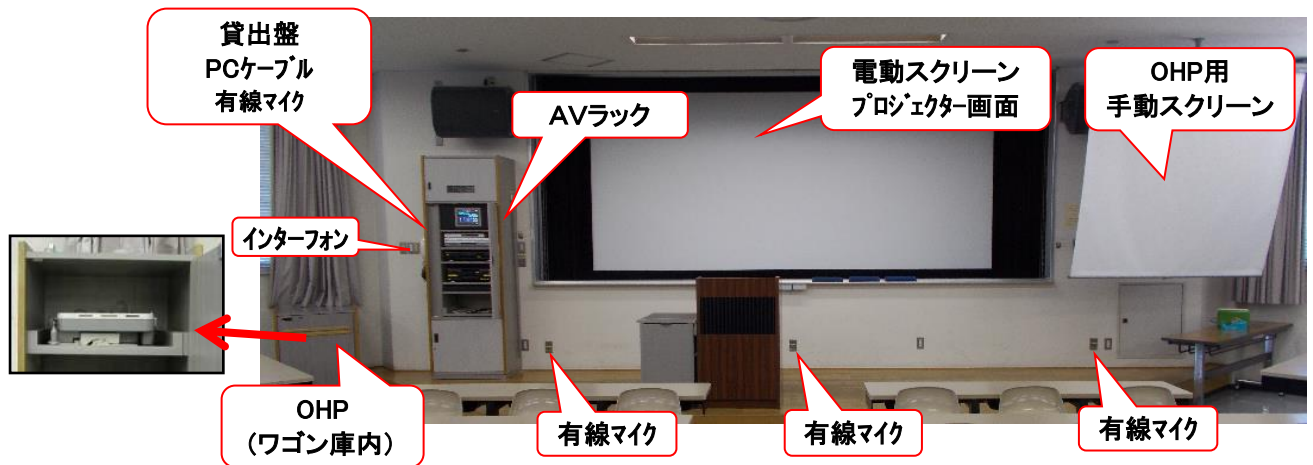 貸出盤
PCｹｰﾌﾞﾙ
有線ﾏｲｸ
ＡＶラック
電動スクリーン
ﾌﾟﾛｼﾞｪｸﾀｰ画面
OHP用
手動スクリーン
ｲﾝﾀｰﾌｫﾝ
OHP
（ワゴン庫内）
有線ﾏｲｸ
有線ﾏｲｸ
有線ﾏｲｸ